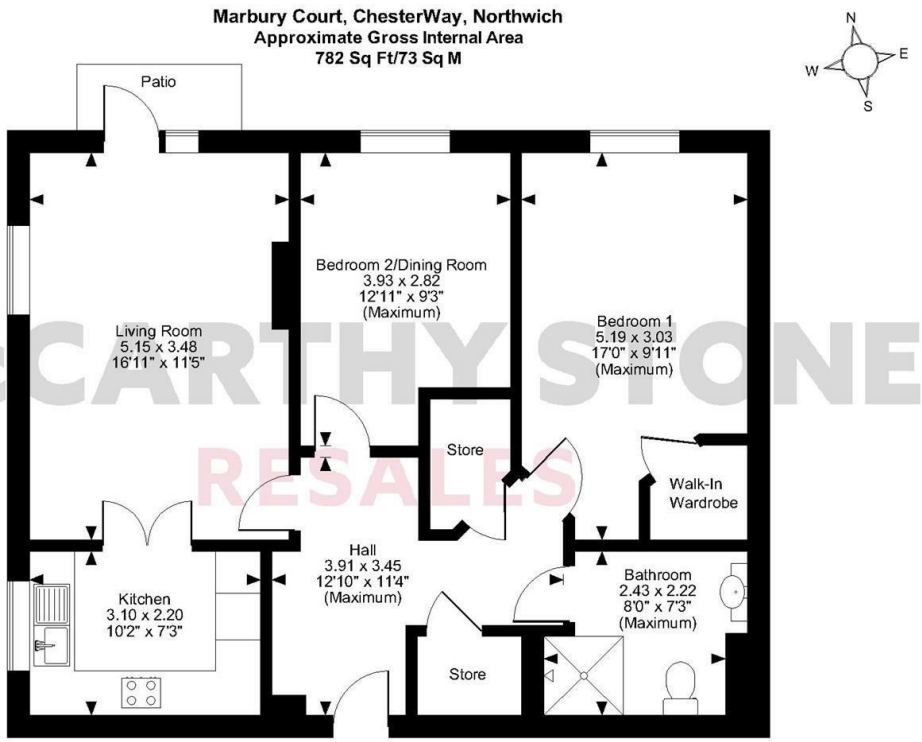 Marbury Court, ChesterWay, Northwich
Approximate Gross Internal Area
782 Sq Ft/73 Sq M
N
W
E
S
Patio
Bedroom 2/Dining Room
3.93 x 2.82
12'11" x 9'3"
(Maximum)
Living Room
5.15 x 3.48
16'11" x 11'5"
Bedroom 1
5.19 x 3.03
17'0" x 9'11"
(Maximum)
CARTHY STONE
RESALES
Store
Walk-In
Wardrobe
Hall
3.91 x 3.45
12'10" x 11'4"
(Maximum)
Kitchen
3.10 x 2.20
10'2" x 7'3"
Bathroom
2.43 x 2.22
8'0" x 7'3"
(Maximum)
Store